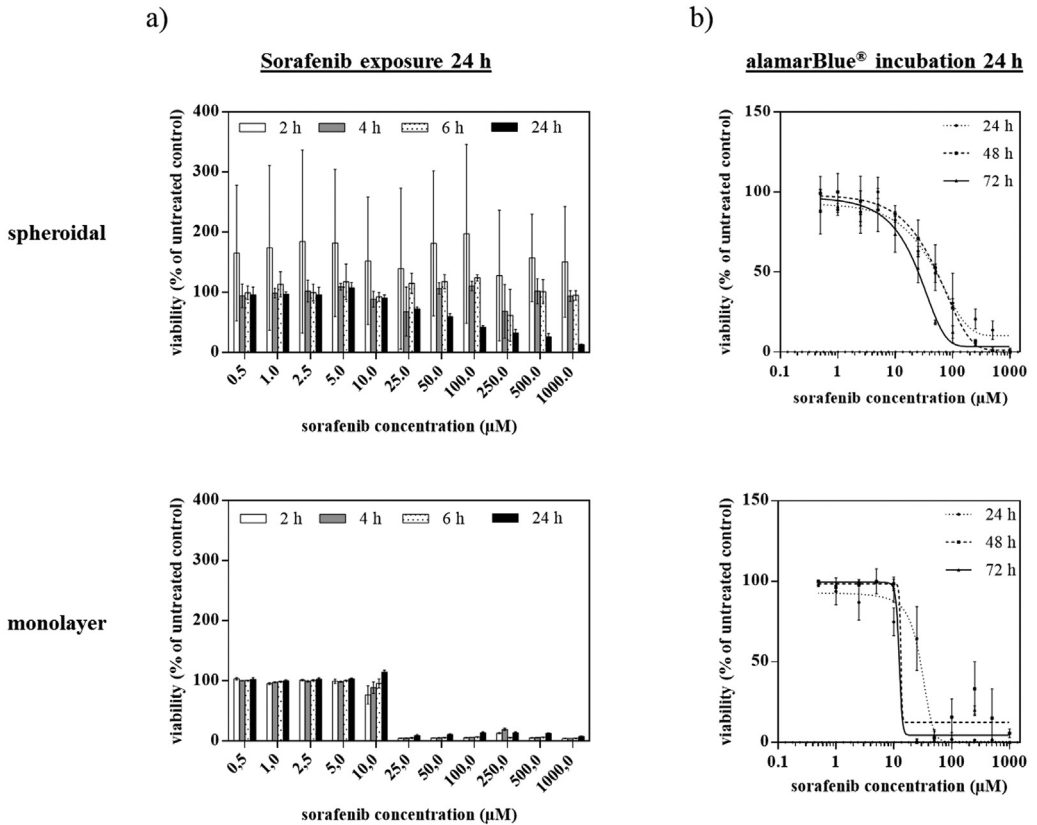 a)
Sorafenib exposure 24 h
b)
alamarBlue® incubation 24 h
spheroidal
viability (% of untreated control)
400
300
200
100
0
2 h
4 h
6 h
24 h
0.5
1.0
2.5
5.0
10.0
25.0
50.0
100.0
250.0
500.0
1000.0
sorafenib concentration (µM)
viability (% of untreated control)
150
100
50
0
24 h
48 h
72 h
0.1
1
10
100
1000
sorafenib concentration (µM)
monolayer
viability (% of untreated control)
400
300
200
100
0
2 h
4 h
6 h
24 h
0,5
1,0
2,5
5,0
10,0
25,0
50,0
100,0
250,0
500,0
1000,0
sorafenib concentration (µM)
viability (% of untreated control)
150
100
50
0
24 h
48 h
72 h
0.1
1
10
100
1000
sorafenib concentration (µM)